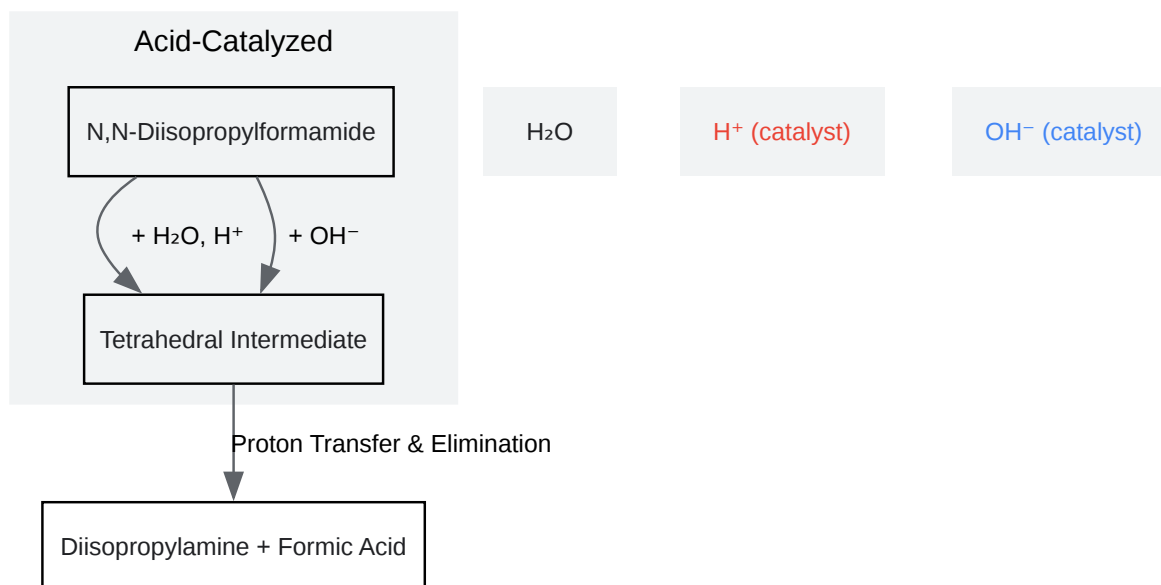 Acid-Catalyzed
N,N-Diisopropylformamide
H₂O
H⁺ (catalyst)
OH⁻ (catalyst)
+ H₂O, H⁺
+ OH⁻
Tetrahedral Intermediate
Proton Transfer & Elimination
Diisopropylamine + Formic Acid